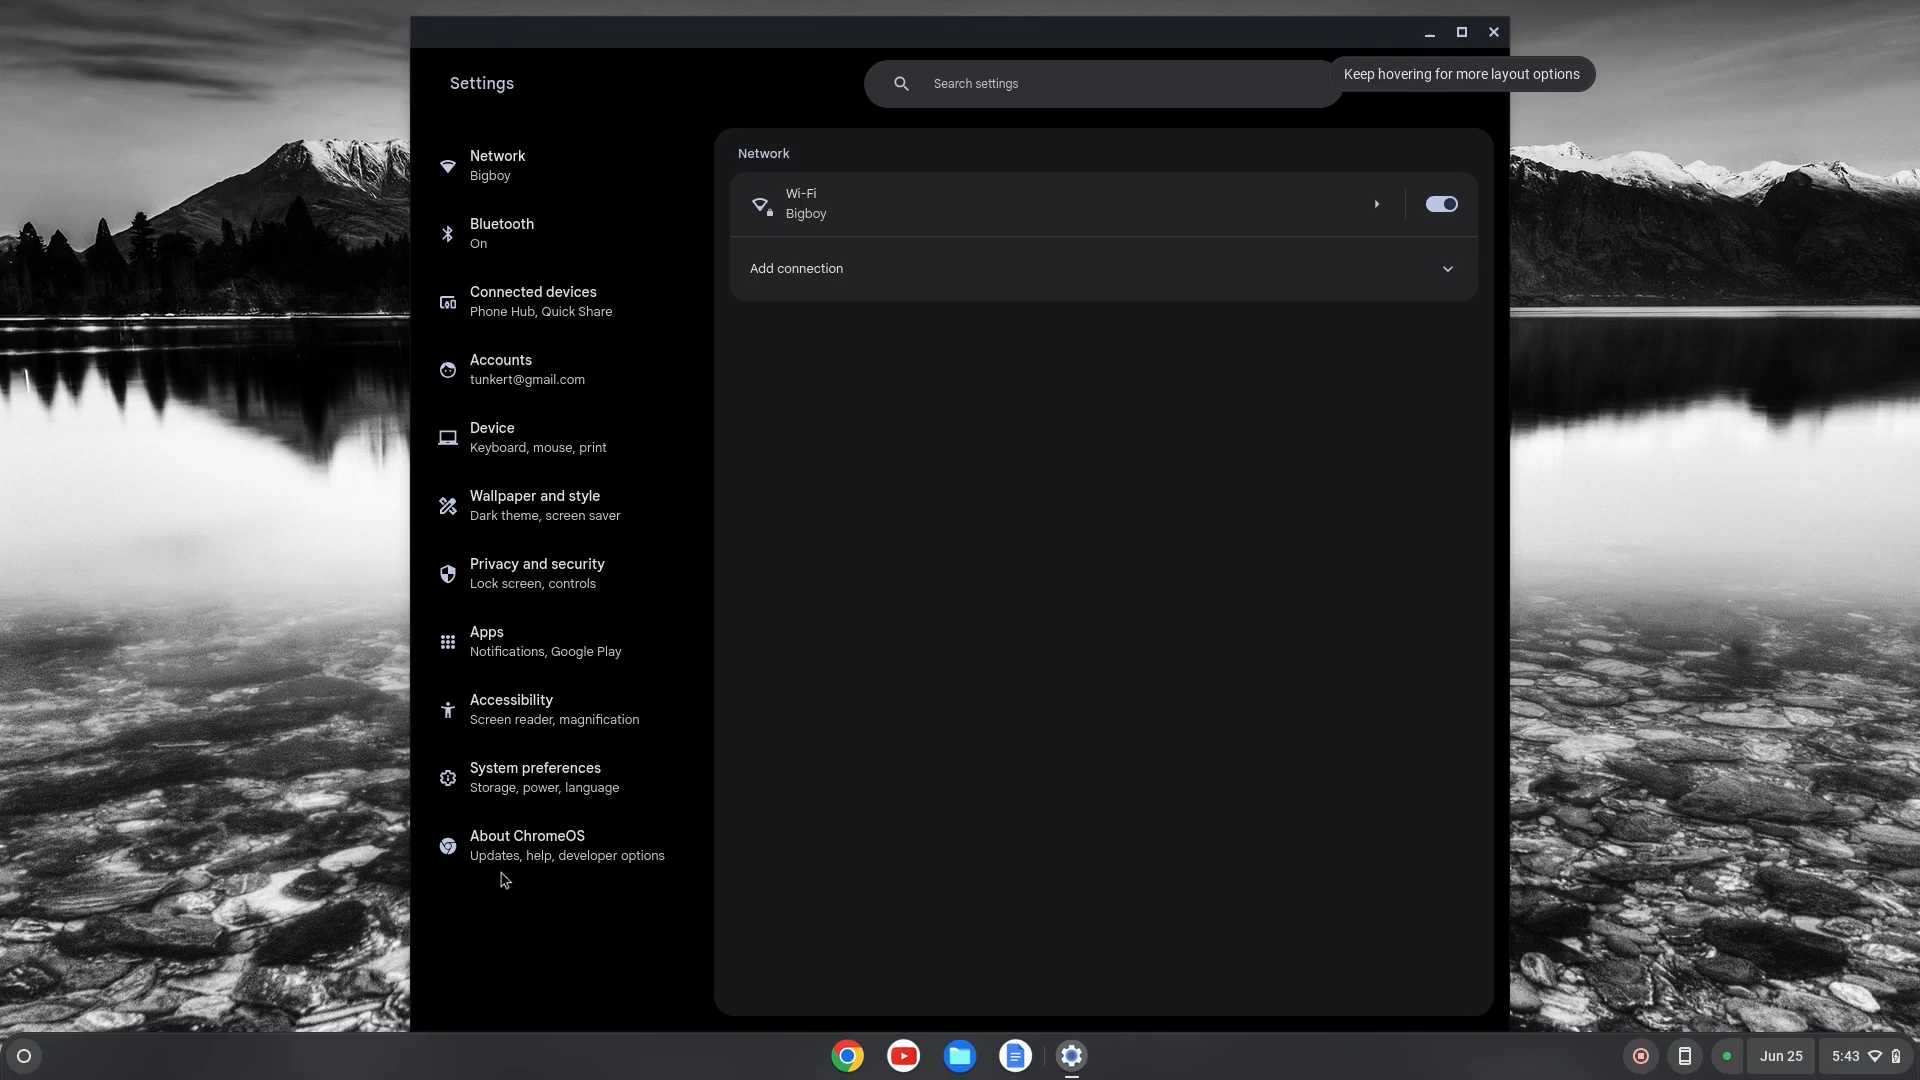 Settings
Search settings
Keep hovering for more layout options
Network
Bigboy
Bluetooth
On
Connected devices
Phone Hub, Quick Share
Accounts
tunkert@gmail.com
Device
Keyboard, mouse, print
Wallpaper and style
Dark theme, screen saver
Privacy and security
Lock screen, controls
Apps
Notifications, Google Play
Accessibility
Screen reader, magnification
System preferences
Storage, power, language
About ChromeOS
Updates, help, developer options
Network
Wi-Fi
Bigboy
Add connection
Jun 25
5:43